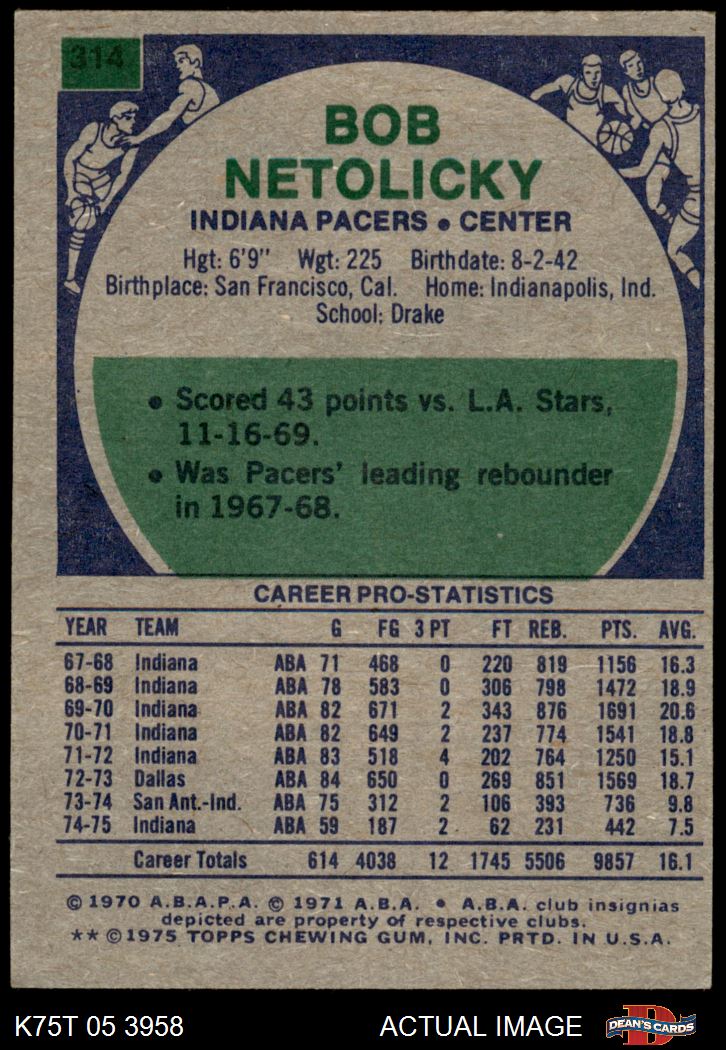 314
BOB
NETOLICKY
INDIANA PACERS • CENTER
Hgt: 6'9" Wgt: 225 Birthdate: 8-2-42
Birthplace: San Francisco, Cal. Home: Indianapolis, Ind.
School: Drake
• Scored 43 points vs. L.A. Stars,
11-16-69.
• Was Pacers' leading rebounder
in 1967-68.
CAREER PRO-STATISTICS
YEAR TEAM G FG 3 PT FT REB. PTS. AVG.
67-68 Indiana ABA 71 468 0 220 819 1156 16.3
68-69 Indiana ABA 78 583 0 306 798 1472 18.9
69-70 Indiana ABA 82 671 2 343 876 1691 20.6
70-71 Indiana ABA 82 649 2 237 774 1541 18.8
71-72 Indiana ABA 83 518 4 202 764 1250 15.1
72-73 Dallas ABA 84 650 0 269 851 1569 18.7
73-74 San Ant.-Ind. ABA 75 312 2 106 393 736 9.8
74-75 Indiana ABA 59 187 2 62 231 442 7.5
Career Totals 614 4038 12 1745 5506 9857 16.1
© 1970 A.B.A.P.A. © 1971 A.B.A. • A.B.A. club insignias
depicted are property of respective clubs.
** © 1975 TOPPS CHEWING GUM, INC. PRTD. IN U.S.A.
K75T 05 3958 ACTUAL IMAGE D DEAN'S CARDS